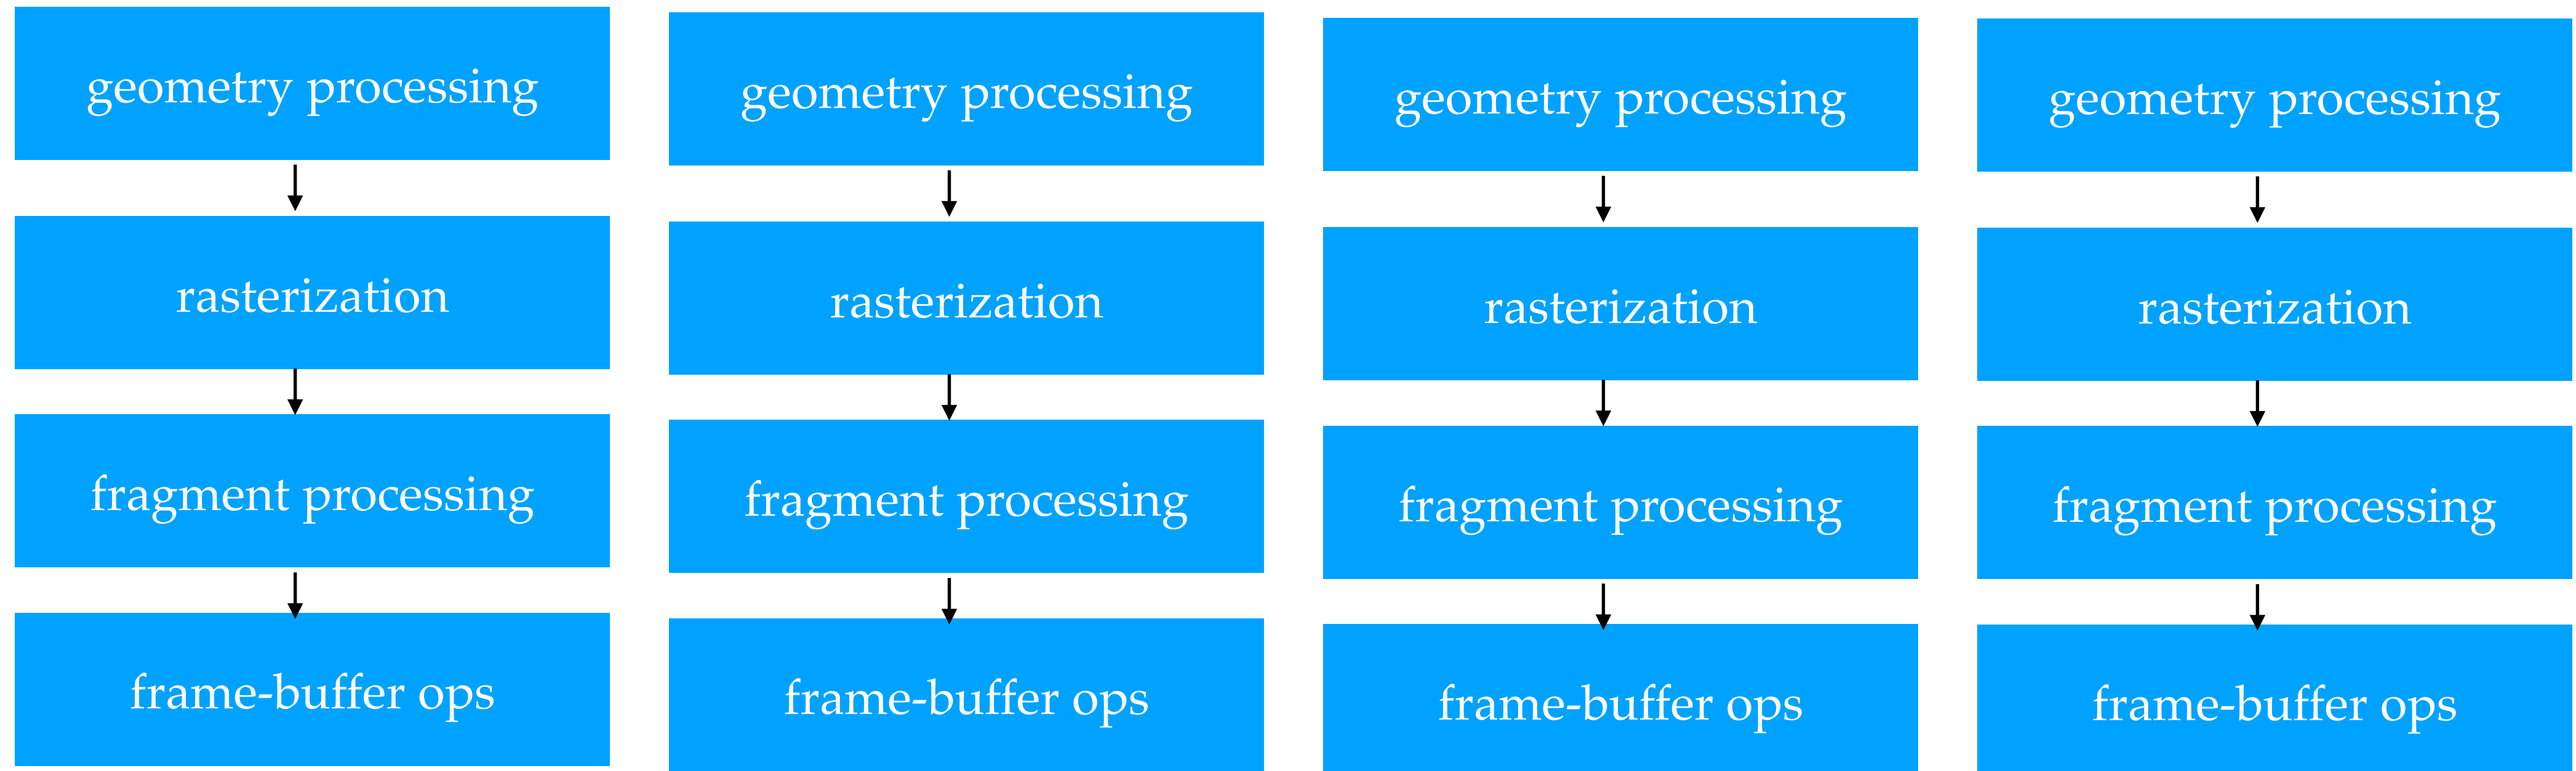 geometry processing
rasterization
fragment processing
frame-buffer ops
geometry processing
rasterization
fragment processing
frame-buffer ops
geometry processing
rasterization
fragment processing
frame-buffer ops
geometry processing
rasterization
fragment processing
frame-buffer ops